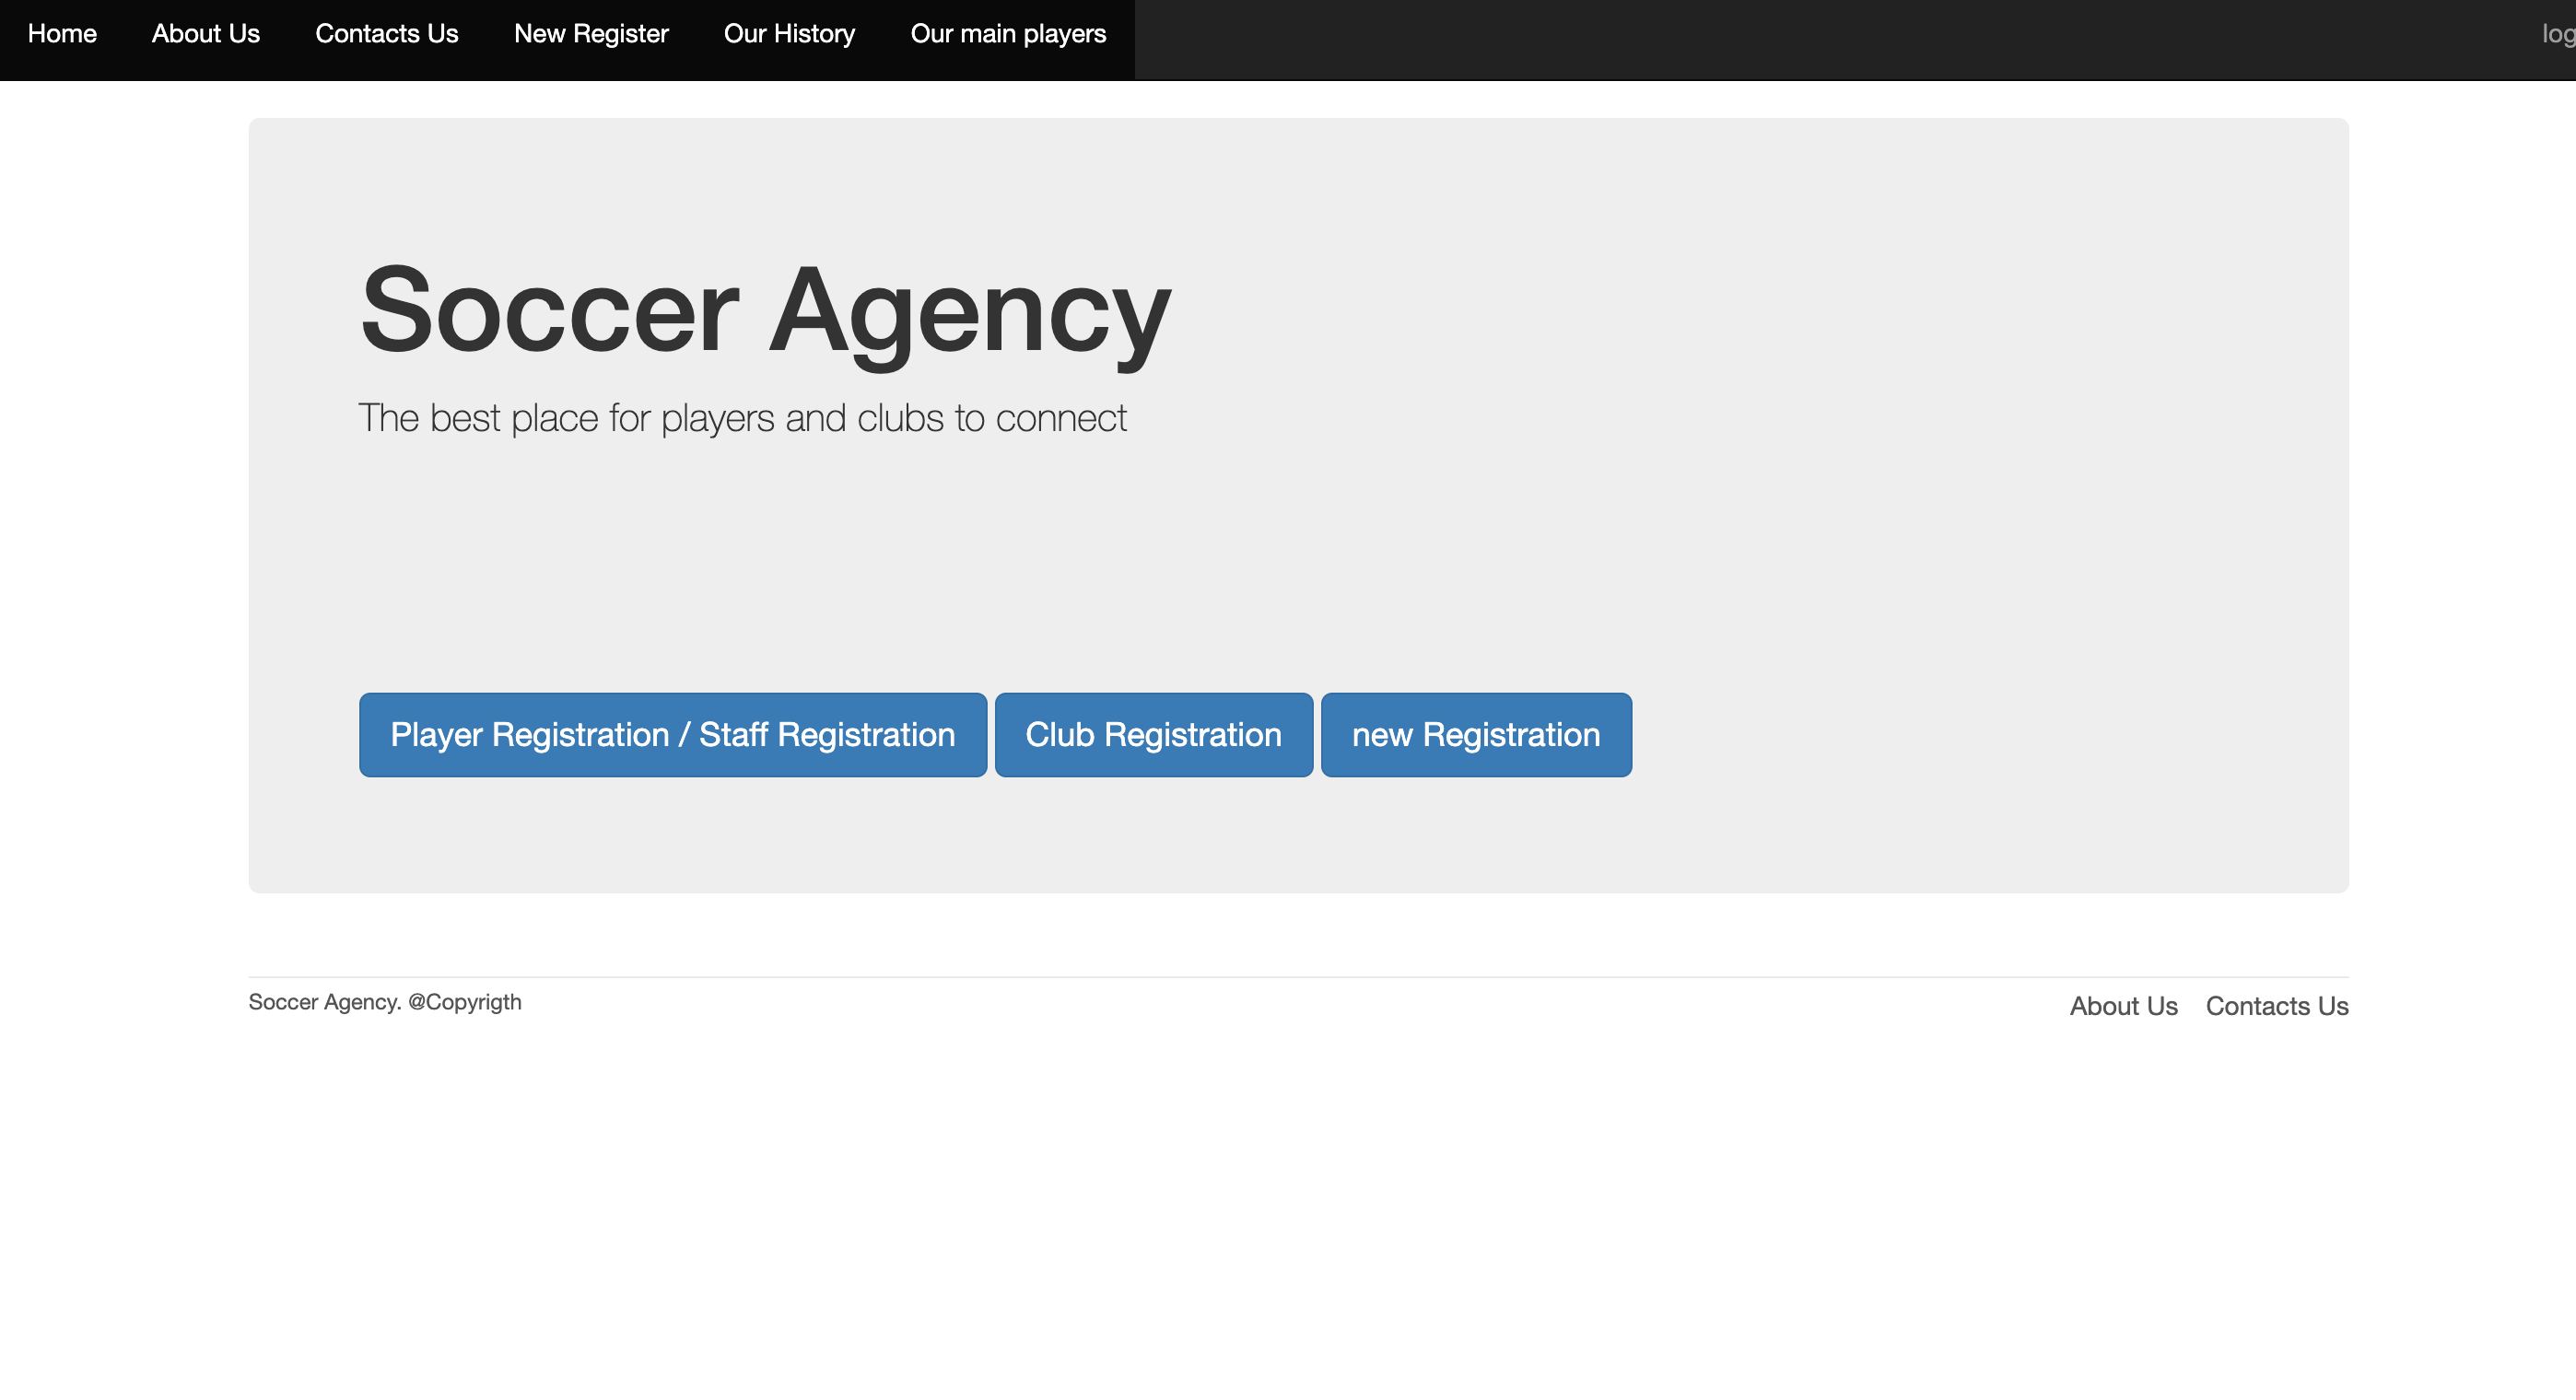 Home About Us Contacts Us New Register Our History Our main players log
Soccer Agency
The best place for players and clubs to connect
Player Registration / Staff Registration Club Registration new Registration
Soccer Agency. @Copyrigth About Us Contacts Us